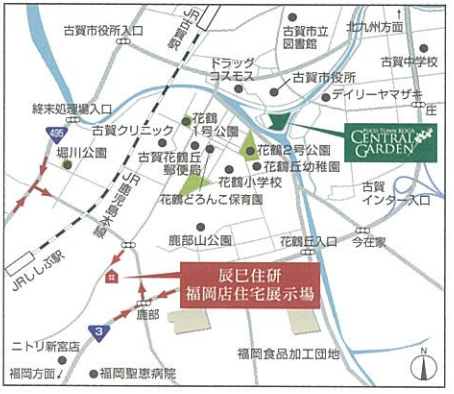 古賀市役所入口
JR古賀駅
古賀市立
図書館
北九州方面
古賀中学校
ドラッグ
コスモス
古賀市役所
デイリーヤマザキ
庄
終末処理場入口
495
花鶴
1号公園
古賀クリニック
CENTRAL
GARDEN
堀川公園
古賀花鶴丘
郵便局
花鶴2号公園
花鶴丘幼稚園
花鶴小学校
花鶴どろんこ保育園
古賀
インター入口
JR鹿児島本線
鹿部山公園
花鶴丘入口
今在家
JRししぶ駅
辰巳住研
福岡店住宅展示場
鹿部
3
ニトリ新宮店
福岡方面
福岡聖恵病院
福岡食品加工団地
N